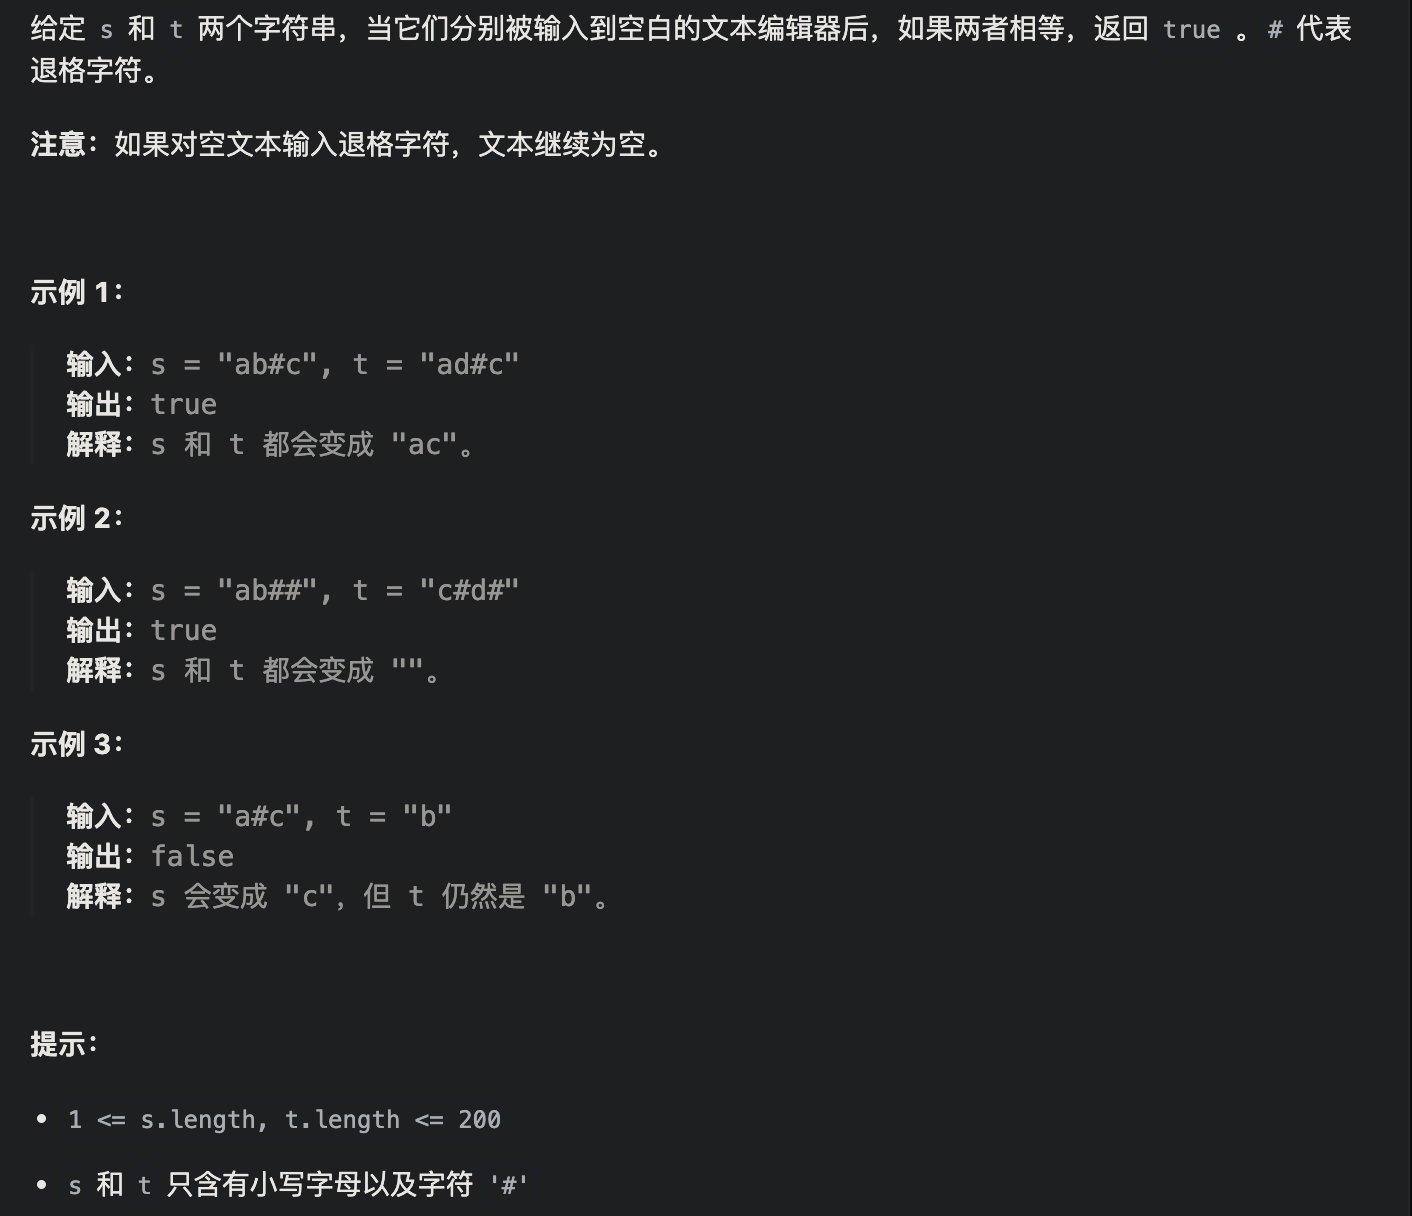 给定 s 和 t 两个字符串，当它们分别被输入到空白的文本编辑器后，如果两者相等，返回 true 。# 代表
退格字符。
注意：如果对空文本输入退格字符，文本继续为空。
示例 1：
输入：s = "ab#c", t = "ad#c"
输出：true
解释：s 和 t 都会变成 "ac"。
示例 2：
输入：s = "ab##", t = "c#d#"
输出：true
解释：s 和 t 都会变成 ""。
示例 3：
输入：s = "a#c", t = "b"
输出：false
解释：s 会变成 "c"，但 t 仍然是 "b"。
提示：
• 1 <= s.length, t.length <= 200
• s 和 t 只含有小写字母以及字符 '#'